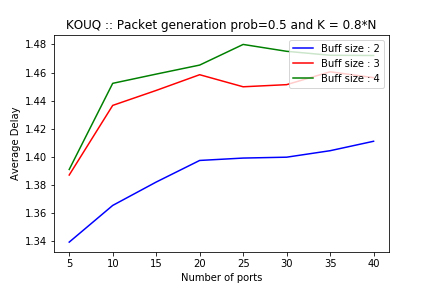 KOUQ :: Packet generation prob=0.5 and K = 0.8*N
Buff size : 2
Buff size : 3
Buff size : 4
1.48
1.46
1.44
1.42
1.40
1.38
1.36
1.34
Average Delay
5 10 15 20 25 30 35 40
Number of ports